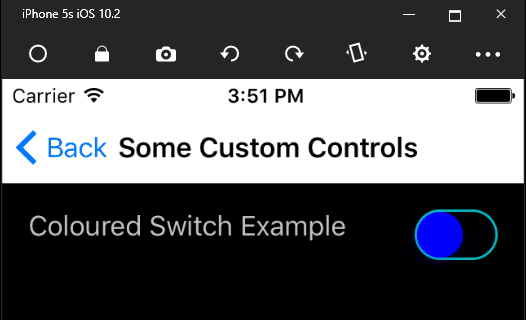 iPhone 5s iOS 10.2
Carrier 3:51 PM
Back Some Custom Controls
Coloured Switch Example